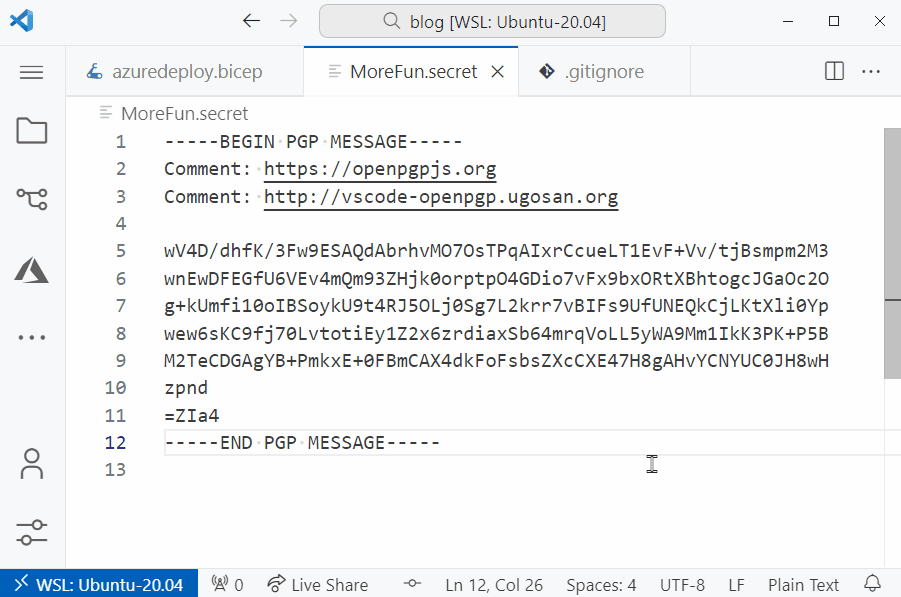 blog [WSL: Ubuntu-20.04]
azuredeploy.bicep
MoreFun.secret
.gitignore
MoreFun.secret
1 -----BEGIN PGP MESSAGE-----
2 Comment: https://openpgpjs.org
3 Comment: http://vscode-openpgp.ugosan.org
4
5 wV4D/dhfK/3Fw9ESAQdAbrhvMO7OsTPqAIxrCcueLT1EvF+Vv/tjBsmpm2M3
6 wnEwDFEGfU6VEv4mQm93ZHjk0orptpO4GDio7vFx9bxORtXBhtogcJGaOc2O
7 g+kUmfi10oIBSoykU9t4RJ5OLj0Sg7L2krr7vBIFs9UfUNEQkCjLKtXli0Yp
8 wew6sKC9fj70LvtotiEy1Z2x6zrdiaxSb64mrqVoLL5yWA9Mm1IkK3PK+P5B
9 M2TeCDGAgYB+PmkxE+0FBmCAX4dkFoFsbsZXcCXE47H8gAHvYCNYUC0JH8wH
10 zpnd
11 =ZIa4
12 -----END PGP MESSAGE-----
13
WSL: Ubuntu-20.04
0
Live Share
Ln 12, Col 26
Spaces: 4
UTF-8
LF
Plain Text